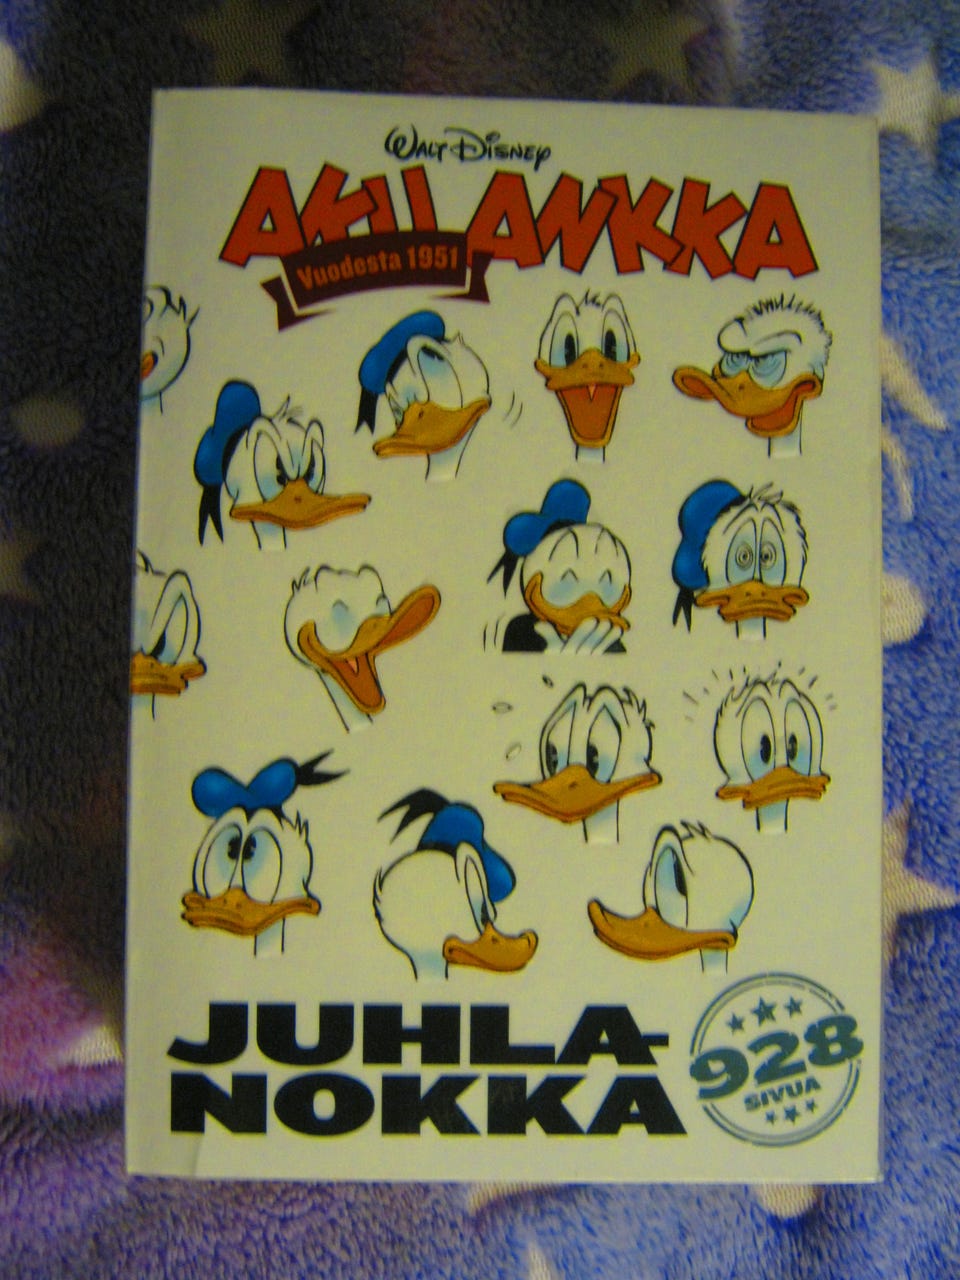 WALT DISNEY
AKU ANKKA
Vuodesta 1951
JUHLA-
NOKKA
928
SIVUA